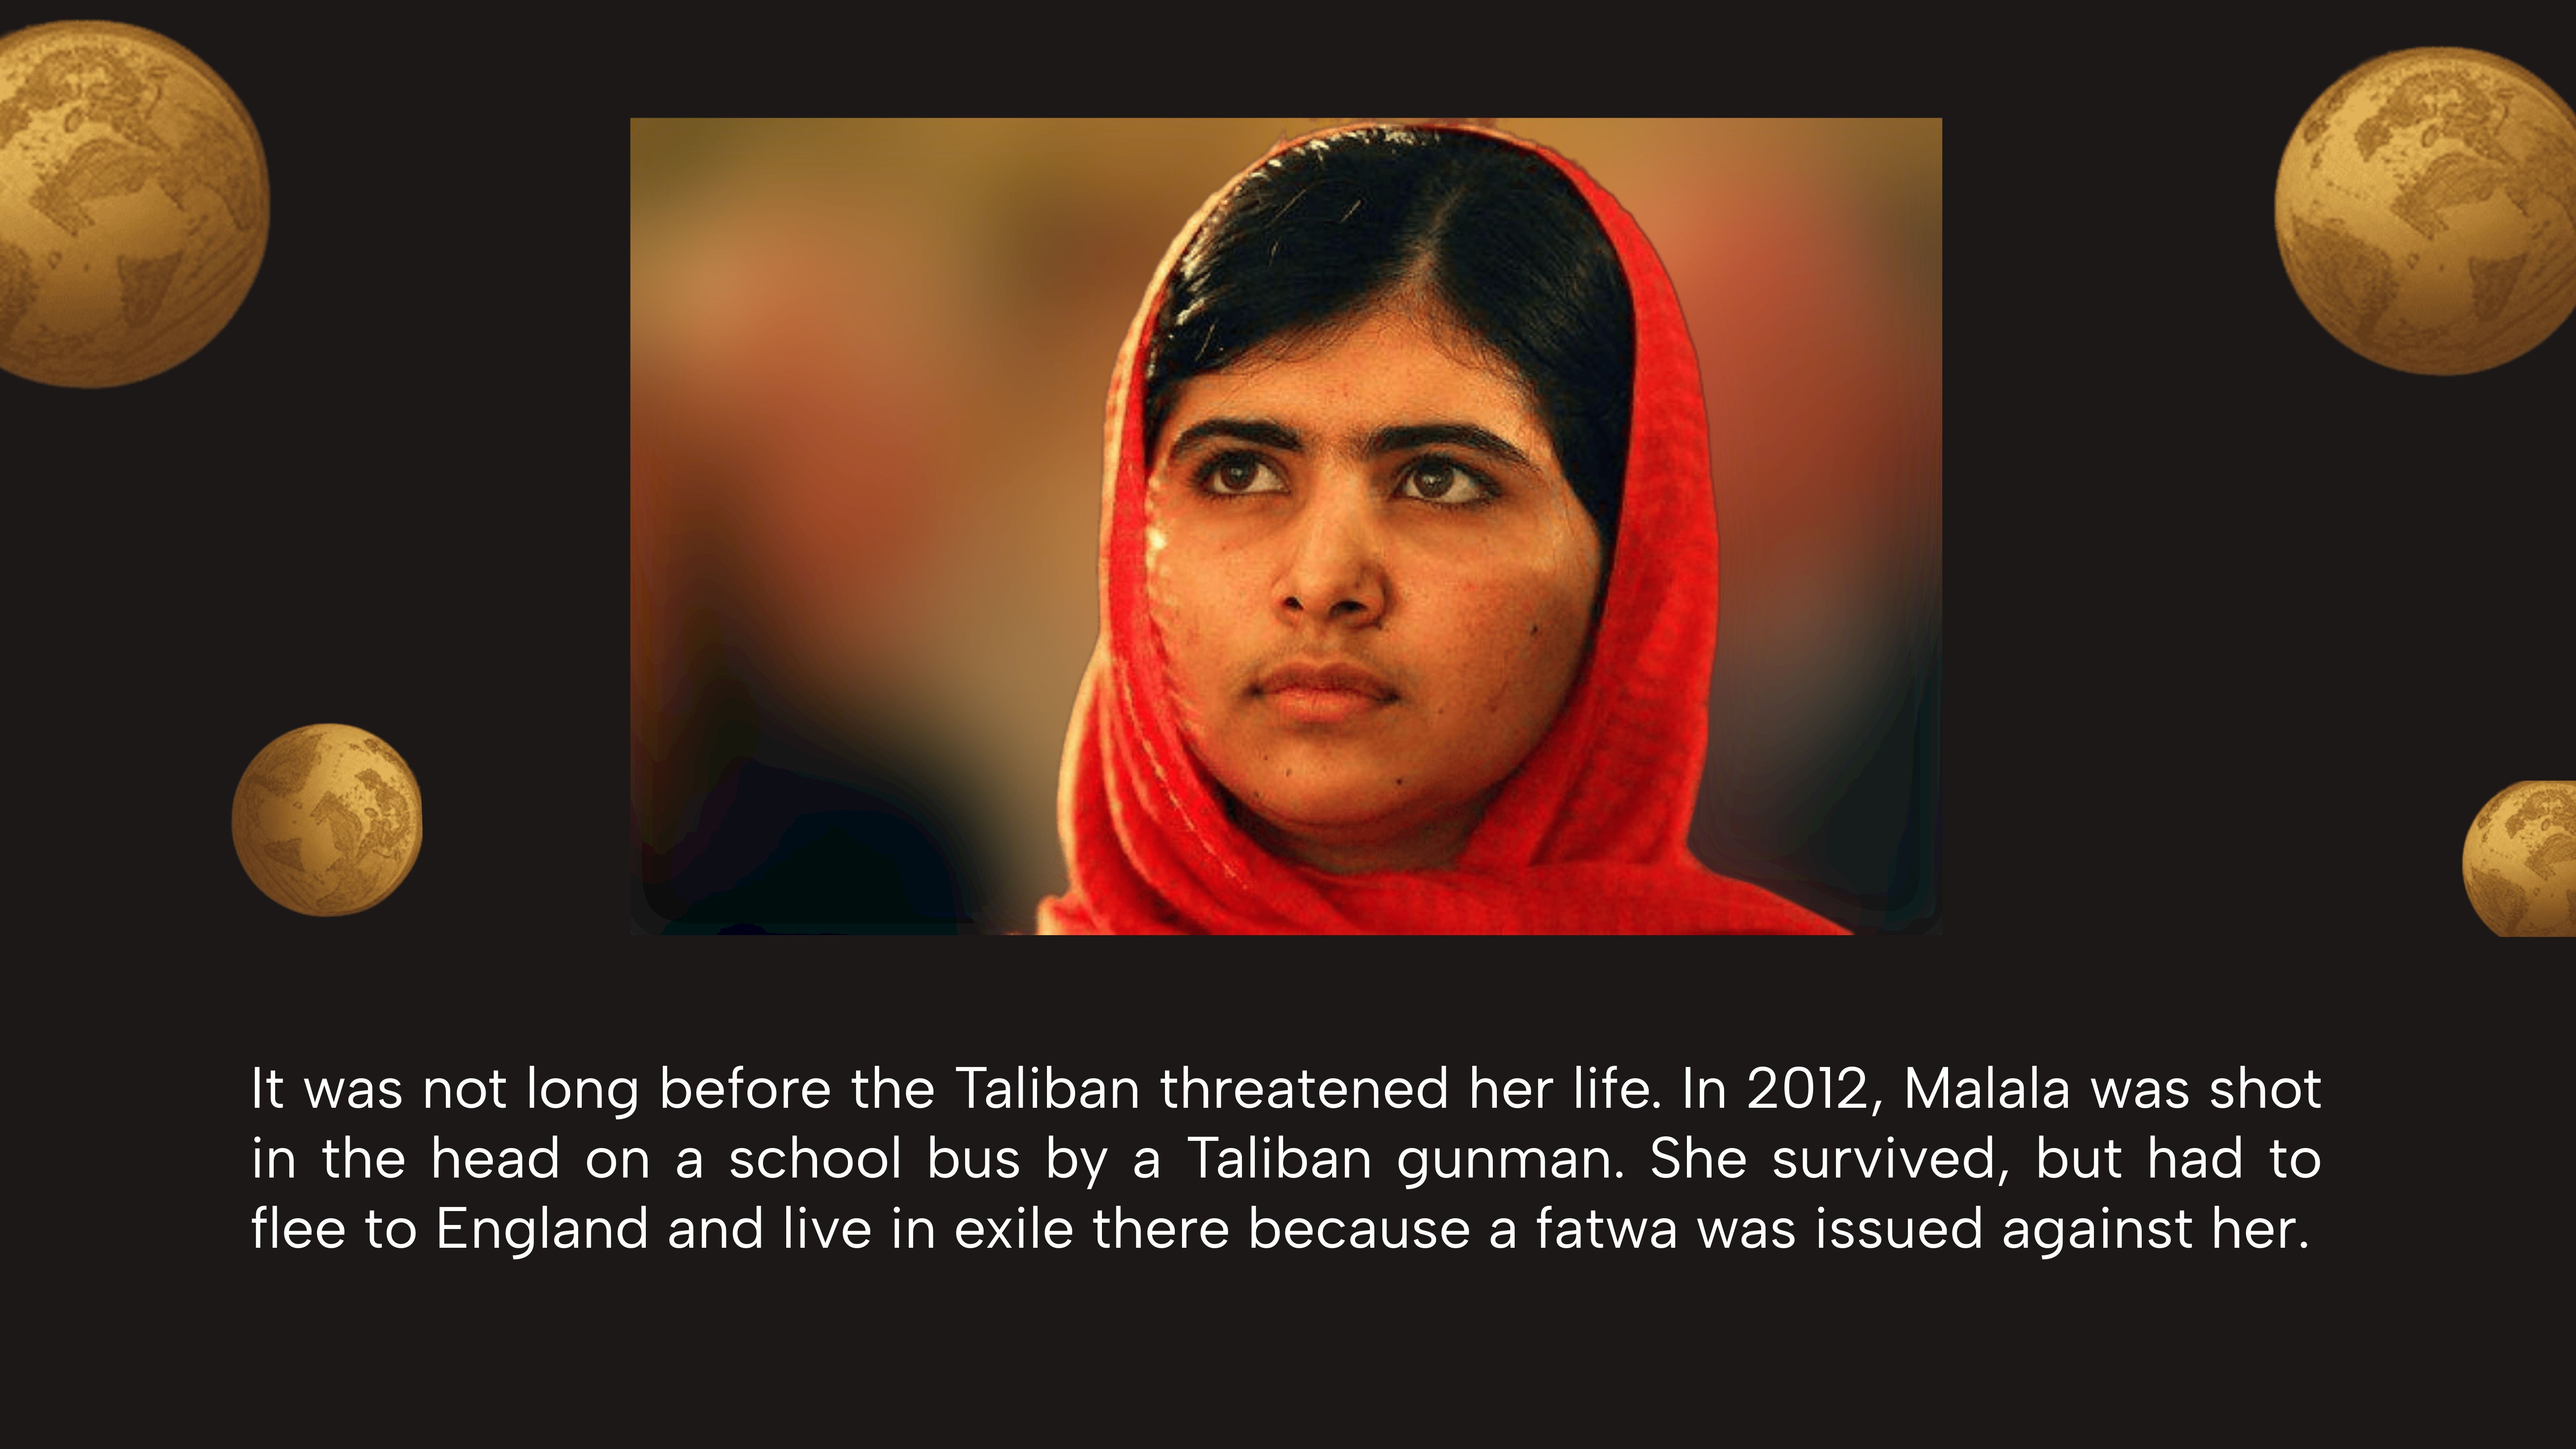 It was not long before the Taliban threatened her life. In 2012, Malala was shot
in the head on a school bus by a Taliban gunman. She survived, but had to
flee to England and live in exile there because a fatwa was issued against her.